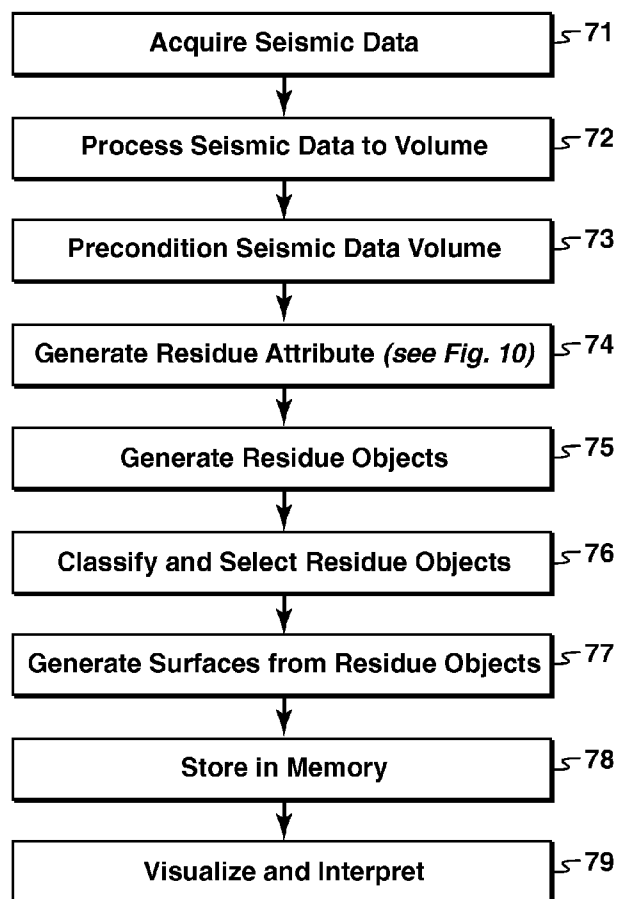 Acquire Seismic Data 71
Process Seismic Data to Volume 72
Precondition Seismic Data Volume 73
Generate Residue Attribute (see Fig. 10) 74
Generate Residue Objects 75
Classify and Select Residue Objects 76
Generate Surfaces from Residue Objects 77
Store in Memory 78
Visualize and Interpret 79